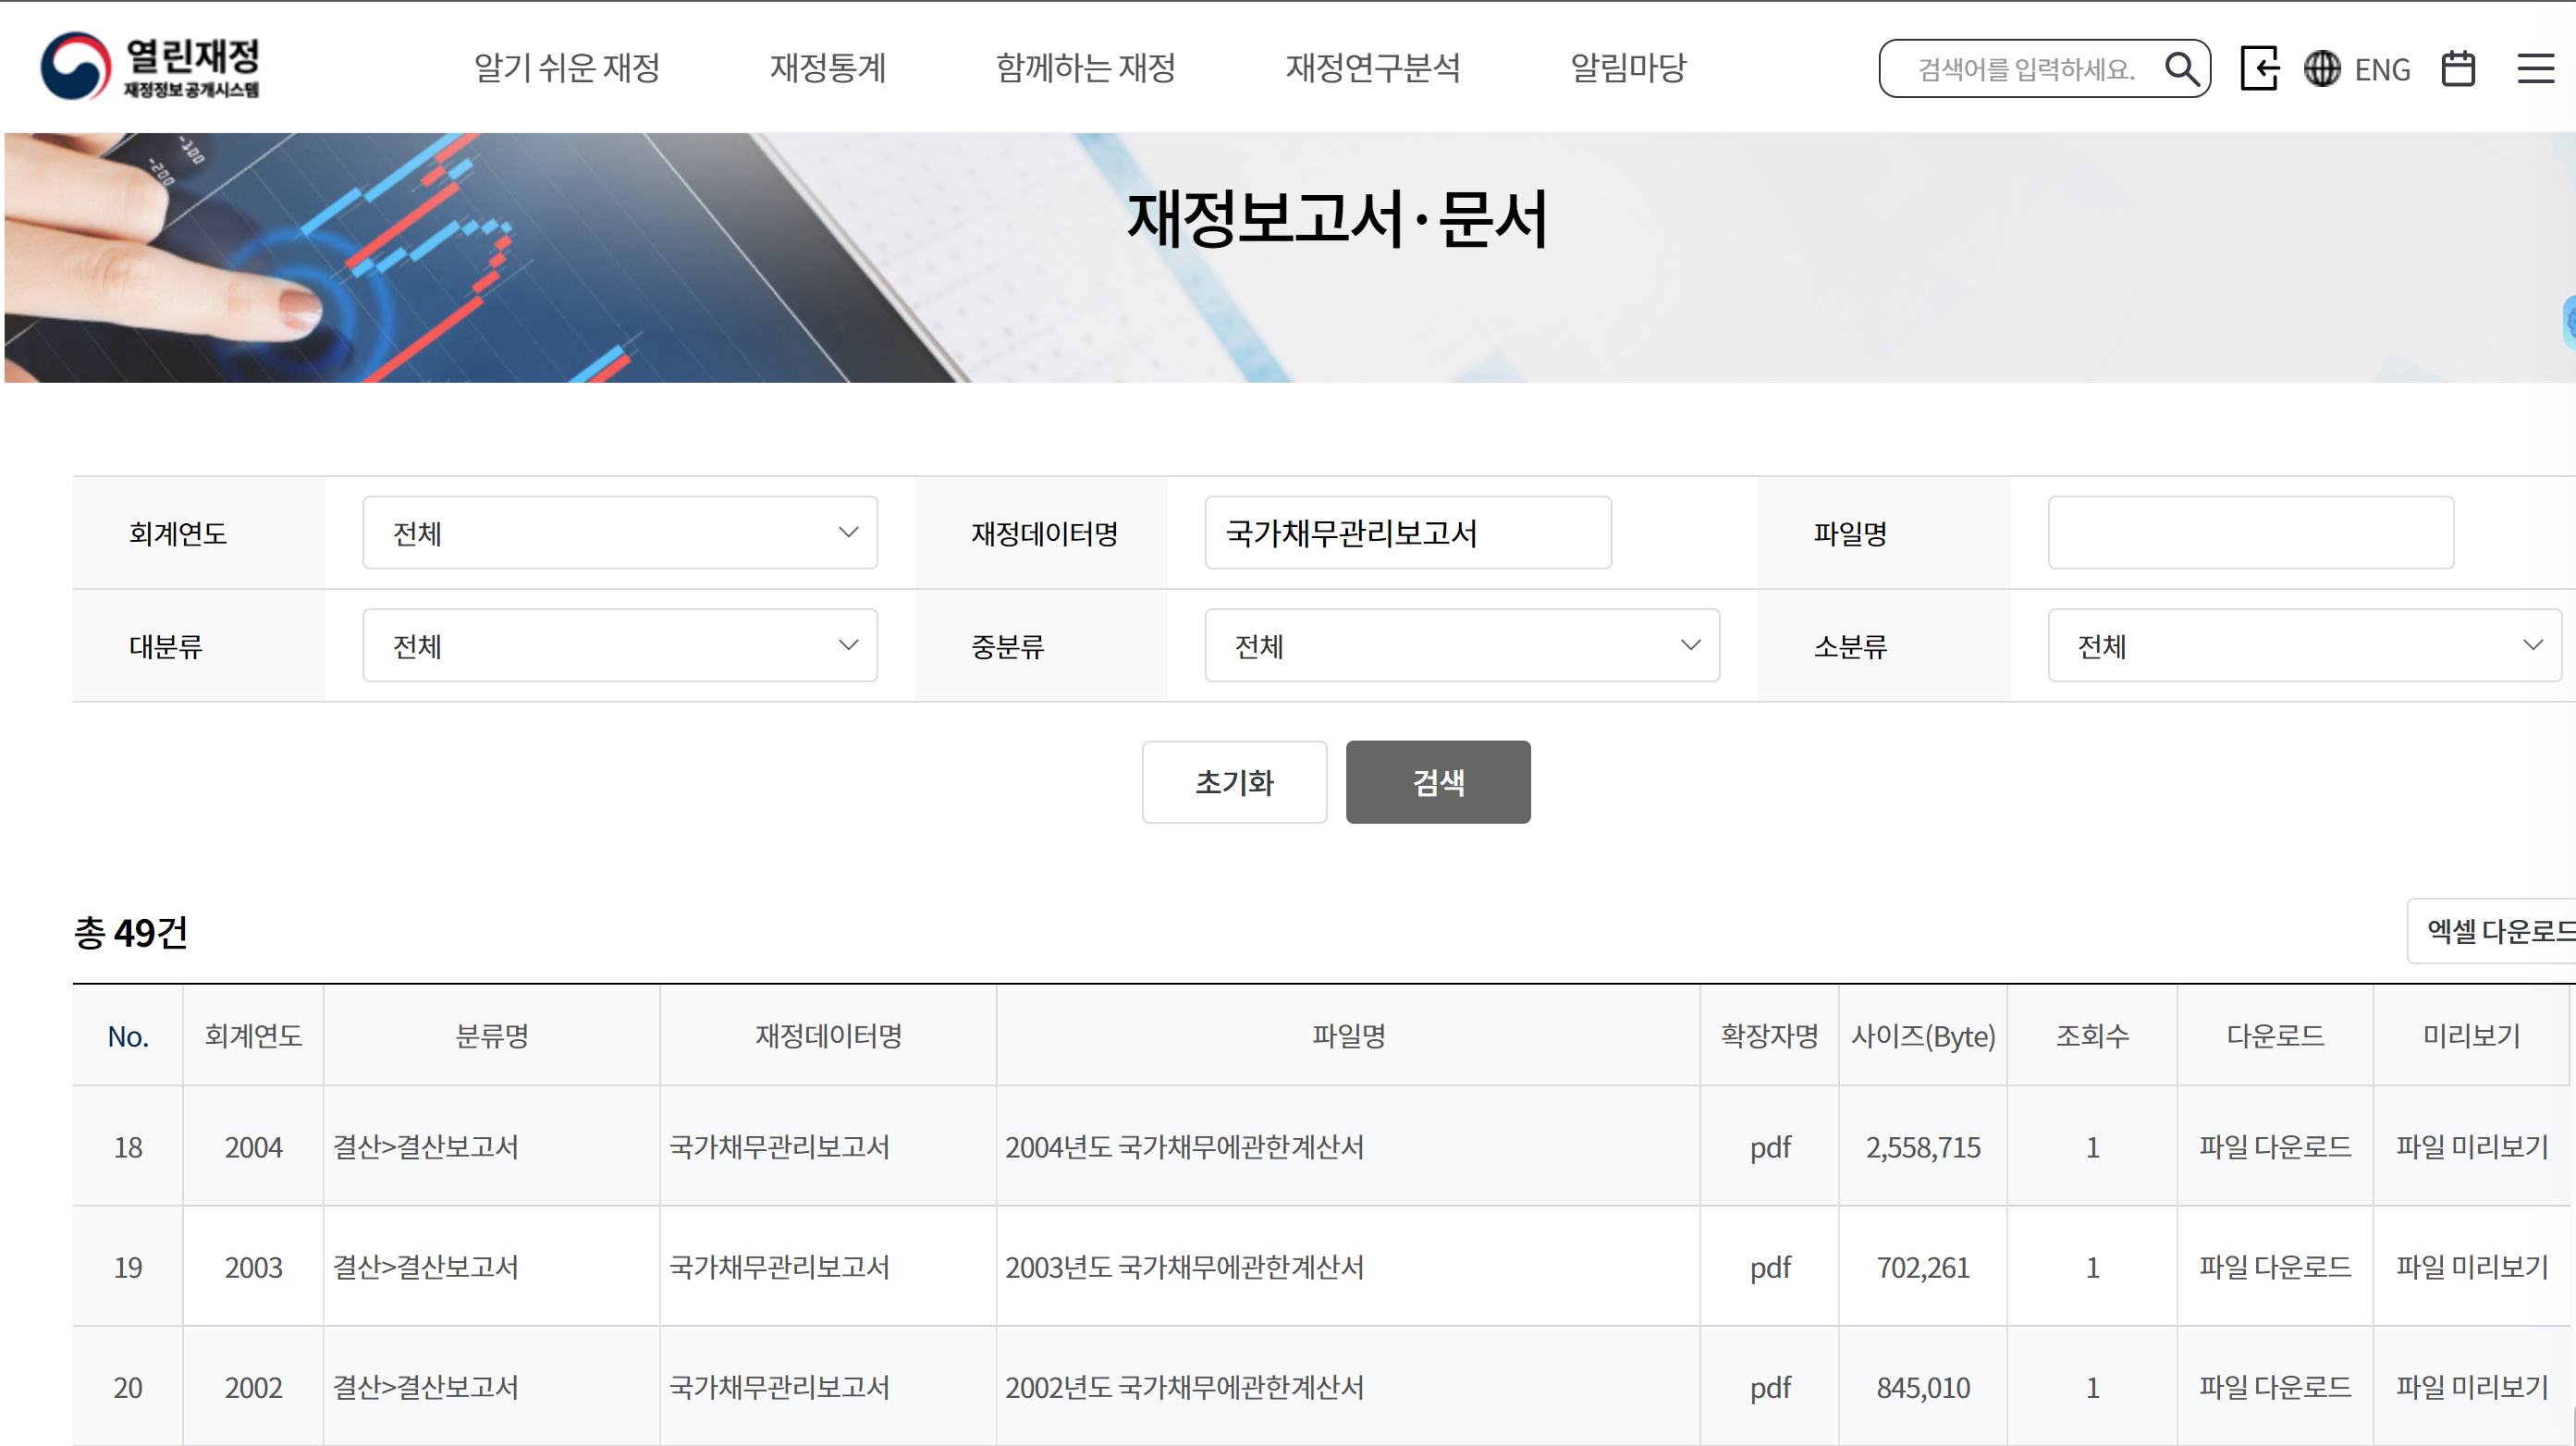 열린재정
재정정보공개시스템
알기 쉬운 재정 재정통계 함께하는 재정 재정연구분석 알림마당
검색어를 입력하세요. ENG
-100
-200
재정보고서·문서
회계연도 전체 재정데이터명 국가채무관리보고서 파일명
대분류 전체 중분류 전체 소분류 전체
초기화 검색
총 49건 엑셀 다운로드
No. 회계연도 분류명 재정데이터명 파일명 확장자명 사이즈(Byte) 조회수 다운로드 미리보기
18 2004 결산>결산보고서 국가채무관리보고서 2004년도 국가채무에관한계산서 pdf 2,558,715 1 파일 다운로드 파일 미리보기
19 2003 결산>결산보고서 국가채무관리보고서 2003년도 국가채무에관한계산서 pdf 702,261 1 파일 다운로드 파일 미리보기
20 2002 결산>결산보고서 국가채무관리보고서 2002년도 국가채무에관한계산서 pdf 845,010 1 파일 다운로드 파일 미리보기